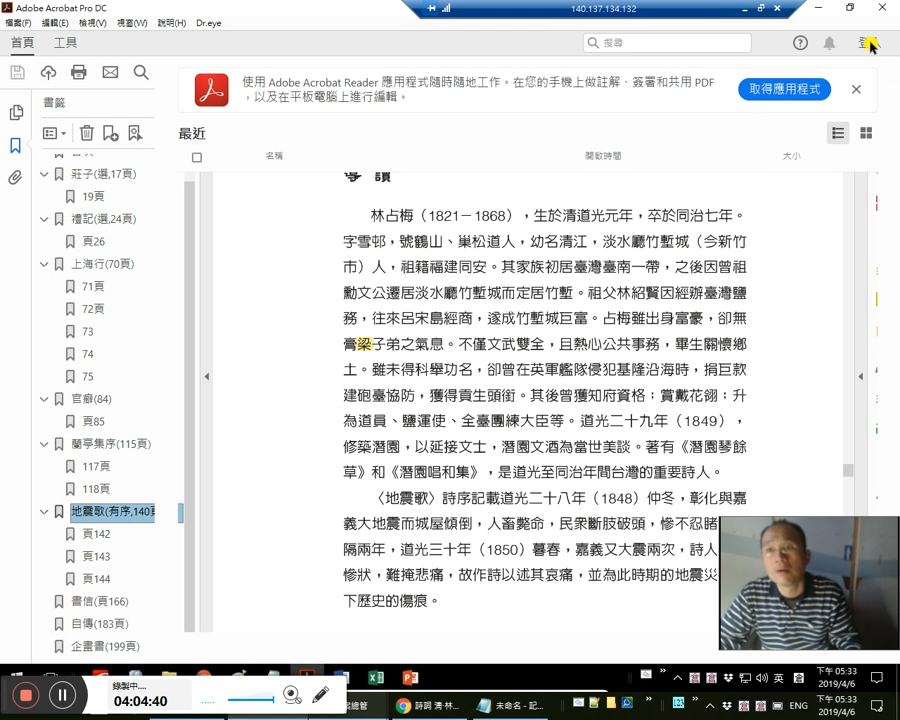 Adobe Acrobat Pro DC
140.137.134.132
檔案(F) 編輯(E) 檢視(V) 視窗(W) 說明(H) Dr.eye
首頁 工具
搜尋
書籤
使用 Adobe Acrobat Reader 應用程式隨時隨地工作。在您的手機上做註解、簽署和共用 PDF
，以及在平板電腦上進行編輯。
取得應用程式
最近
名稱 開啟時間 大小
莊子(選,17頁)
19頁
禮記(選,24頁)
頁26
上海行(70頁)
71頁
72頁
73
74
75
官癖(84)
頁85
蘭亭集序(115頁)
117頁
118頁
地震歌(有序,140頁
頁142
頁143
頁144
書信(頁166)
自傳(183頁)
企畫書(199頁)
導讀
林占梅（1821－1868），生於清道光元年，卒於同治七年。
字雪邨，號鶴山、巢松道人，幼名清江，淡水廳竹塹城（今新竹
市）人，祖籍福建同安。其家族初居臺灣臺南一帶，之後因曾祖
勳文公遷居淡水廳竹塹城而定居竹塹。祖父林紹賢因經辦臺灣鹽
務，往來呂宋島經商，遂成竹塹城巨富。占梅雖出身富豪，卻無
膏梁子弟之氣息。不僅文武雙全，且熱心公共事務，畢生關懷鄉
土。雖未得科舉功名，卻曾在英軍艦隊侵犯基隆沿海時，捐巨款
建砲臺協防，獲得貢生頭銜。其後曾獲知府資格；賞戴花翎；升
為道員、鹽運使、全臺團練大臣等。道光二十九年（1849），
修築潛園，以延接文士，潛園文酒為當世美談。著有《潛園琴餘
草》和《潛園唱和集》，是道光至同治年間台灣的重要詩人。
〈地震歌〉詩序記載道光二十八年（1848）仲冬，彰化與嘉
義大地震而城屋傾倒，人畜斃命，民眾斷肢破頭，慘不忍睹
隔兩年，道光三十年（1850）暮春，嘉義又大震兩次，詩人
慘狀，難掩悲痛，故作詩以述其哀痛，並為此時期的地震災
下歷史的傷痕。
錄製中....
04:04:40
下午 05:33
2019/4/6
英
詩詞 清‧林...
未命名 - 記...
ENG
下午 05:33
2019/4/6